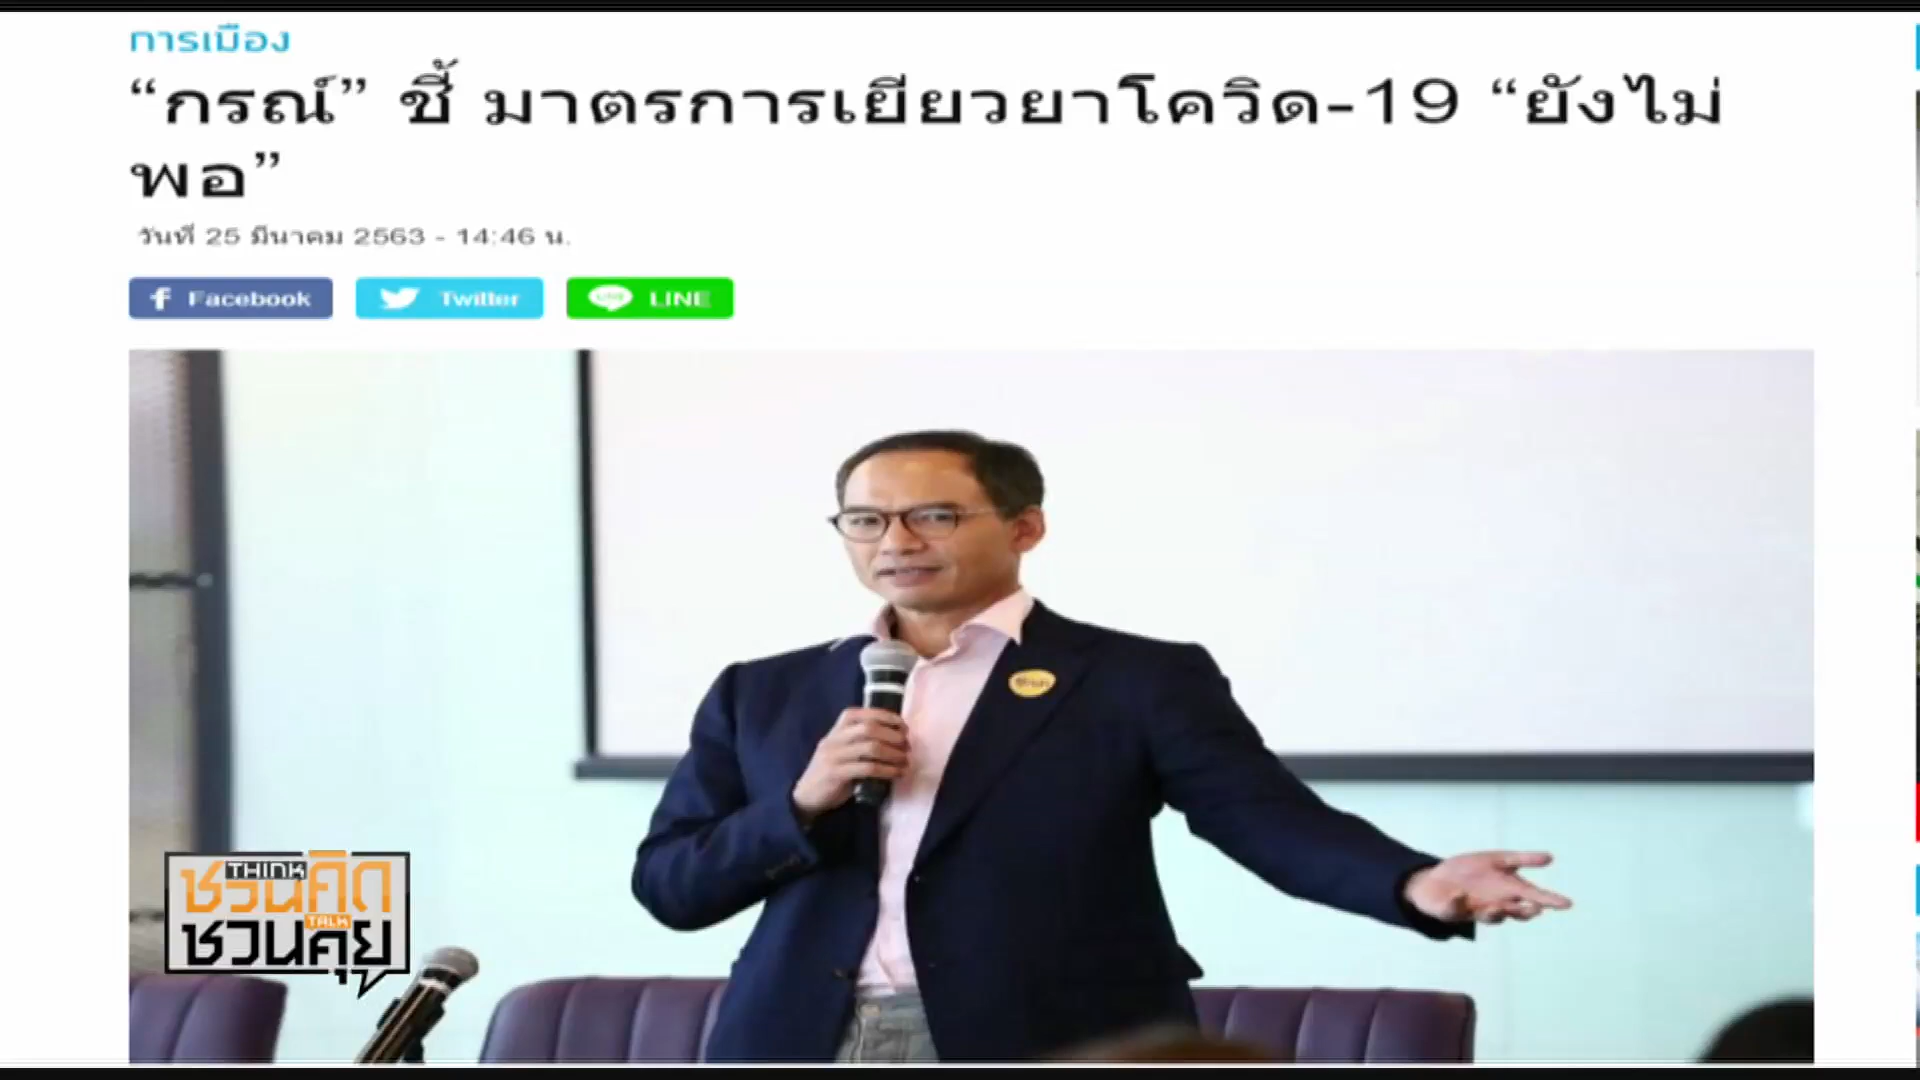 การเมือง
“กรณ์” ชี้ มาตรการเยียวยาโควิด-19 “ยังไม่
พอ”
วันที่ 25 มีนาคม 2563 - 14:46 น.
Facebook Twitter LINE
THINK
ชวนคิด
TALK
ชวนคุย